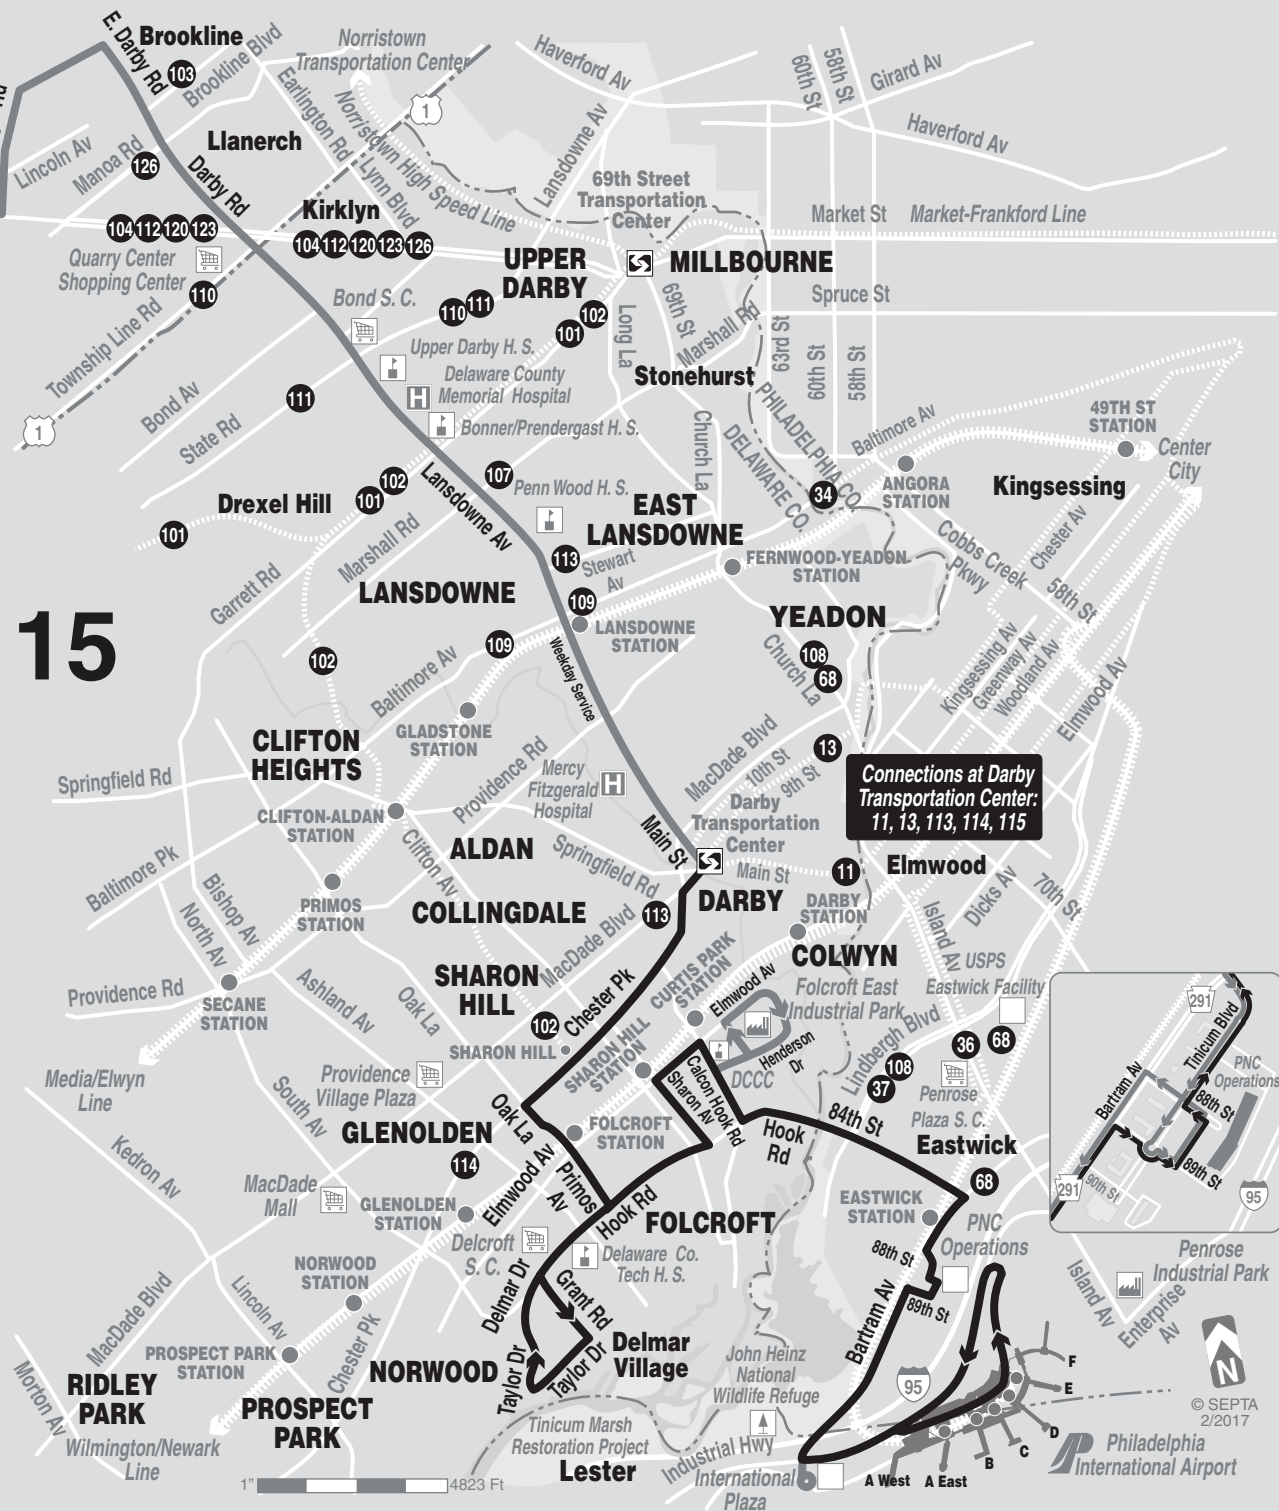 E. Darby Rd
Brookline
103
Brookline Blvd
Norristown
Transportation Center
Haverford Av
60th St
58th St
Girard Av
Haverford Av
1
Lincoln Av
Manoa Rd
126
Llanerch
Earlington Rd
Norristown High Speed Line
Lansdowne Av
Darby Rd
Lynn Blvd
Kirklyn
69th Street
Transportation
Center
Market St
Market-Frankford Line
104 112 120 123
104 112 120 123 126
Quarry Center
Shopping Center
110
UPPER
DARBY
MILLBOURNE
Bond S. C.
110 111
102
101
Long La
69th St
Marshall Rd
Spruce St
63rd St
60th St
58th St
Township Line Rd
Upper Darby H. S.
Delaware County
Memorial Hospital
H
Stonehurst
111
Bond Av
State Rd
1
Bonner/Prendergast H. S.
Church La
PHILADELPHIA CO.
DELAWARE CO.
Baltimore Av
49TH ST
STATION
Center
City
ANGORA
STATION
Kingsessing
34
Lansdowne Av
107
Penn Wood H. S.
102
101
Drexel Hill
101
EAST
LANSDOWNE
Marshall Rd
113
Stewart
Av
FERNWOOD-YEADON
STATION
Cobbs Creek
Pkwy
Chester Av
58th St
Garrett Rd
LANSDOWNE
109
LANSDOWNE
STATION
YEADON
15
109
102
Weekday Service
108
68
Church La
Kingsessing Av
Greenway Av
Woodland Av
Elmwood Av
Baltimore Av
GLADSTONE
STATION
CLIFTON
HEIGHTS
Springfield Rd
Providence Rd
Mercy
Fitzgerald
Hospital
H
MacDade Blvd
10th St
9th St
13
Connections at Darby
Transportation Center:
11, 13, 113, 114, 115
CLIFTON-ALDAN
STATION
Main St
Darby
Transportation
Center
Main St
11
Elmwood
ALDAN
Clifton Av
Springfield Rd
Baltimore Pk
PRIMOS
STATION
Bishop Av
North Av
COLLINGDALE
113
DARBY
DARBY
STATION
Island Av
Dicks Av
70th St
MacDade Blvd
SHARON
HILL
COLWYN
CURTIS PARK
STATION
Elmwood Av
Folcroft East
Industrial Park
USPS
Eastwick Facility
Providence Rd
SECANE
STATION
Ashland Av
Oak La
102
Chester Pk
SHARON HILL
SHARON HILL
STATION
Henderson
Dr
DCCC
Lindbergh Blvd
36
68
108
37
Penrose
Plaza S. C.
291
Tinicum Blvd
PNC
Operations
Bartram Av
88th St
89th St
90th St
291
95
Media/Elwyn
Line
Providence
Village Plaza
Calcon Hook Rd
Sharon Av
84th St
Hook
Rd
South Av
Oak La
GLENOLDEN
114
FOLCROFT
STATION
Eastwick
68
Kedron Av
MacDade
Mall
GLENOLDEN
STATION
Elmwood Av
Primos
Av
Hook Rd
FOLCROFT
EASTWICK
STATION
88th St
PNC
Operations
Delcroft
S. C.
Delaware Co.
Tech H. S.
Penrose
Industrial Park
NORWOOD
STATION
89th St
Island Av
Enterprise
Av
MacDade Blvd
Lincoln Av
Chester Pk
Delmar Dr
Grant Rd
Bartram Av
PROSPECT PARK
STATION
NORWOOD
Taylor Dr
Taylor Dr
Delmar
Village
John Heinz
National
Wildlife Refuge
95
F
E
D
C
B
A East
A West
N
© SEPTA
2/2017
Morton Av
RIDLEY
PARK
PROSPECT
PARK
Wilmington/Newark
Line
Tinicum Marsh
Restoration Project
Lester
Industrial Hwy
International
Plaza
Philadelphia
International Airport
1"
4823 Ft